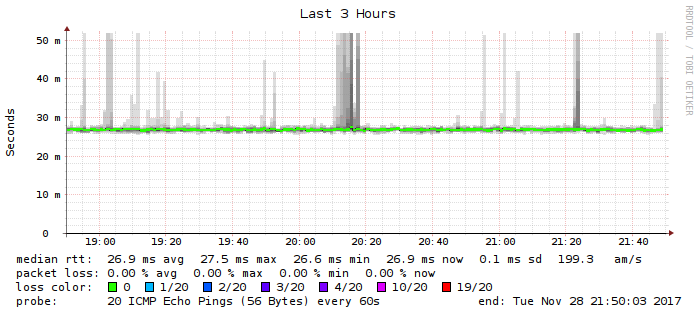 Last 3 Hours
RRDTOOL / TOBI OETIKER
Seconds
50 m
40 m
30 m
20 m
10 m
0
19:00 19:20 19:40 20:00 20:20 20:40 21:00 21:20 21:40
median rtt: 26.9 ms avg 27.5 ms max 26.6 ms min 26.9 ms now 0.1 ms sd 199.3 am/s
packet loss: 0.00 % avg 0.00 % max 0.00 % min 0.00 % now
loss color: 0 1/20 2/20 3/20 4/20 10/20 19/20
probe: 20 ICMP Echo Pings (56 Bytes) every 60s end: Tue Nov 28 21:50:03 2017